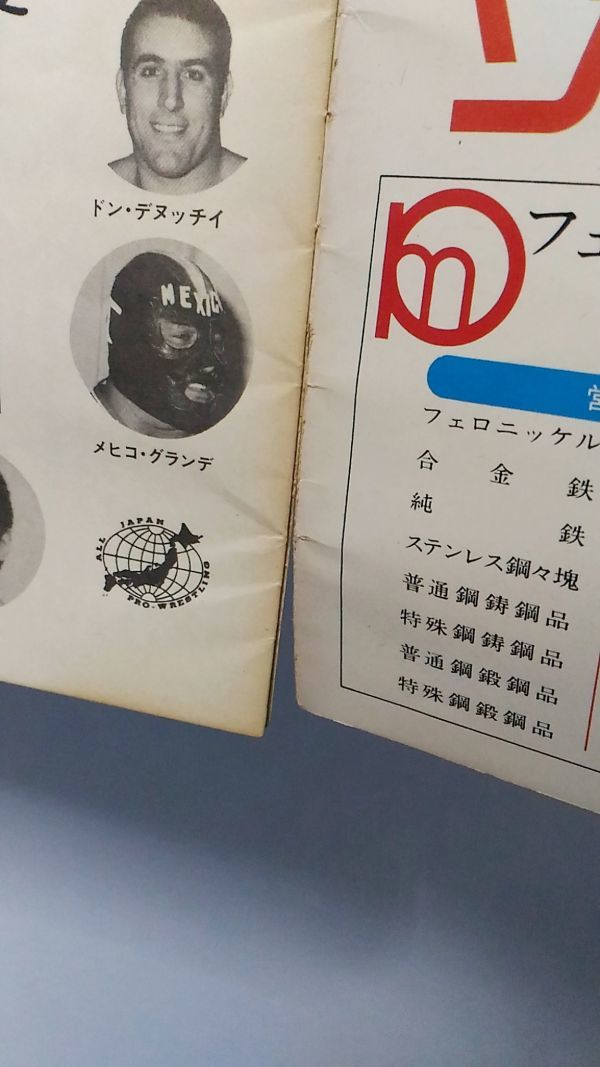 ドン・デヌッチイ
MEXICO
メヒコ・グランデ
ALL JAPAN
PRO-WRESTLING
フェ
営
フェロニッケル
合金鉄
純鉄
ステンレス鋼々塊
普通鋼鋳鋼品
特殊鋼鋳鋼品
普通鋼鍛鋼品
特殊鋼鍛鋼品